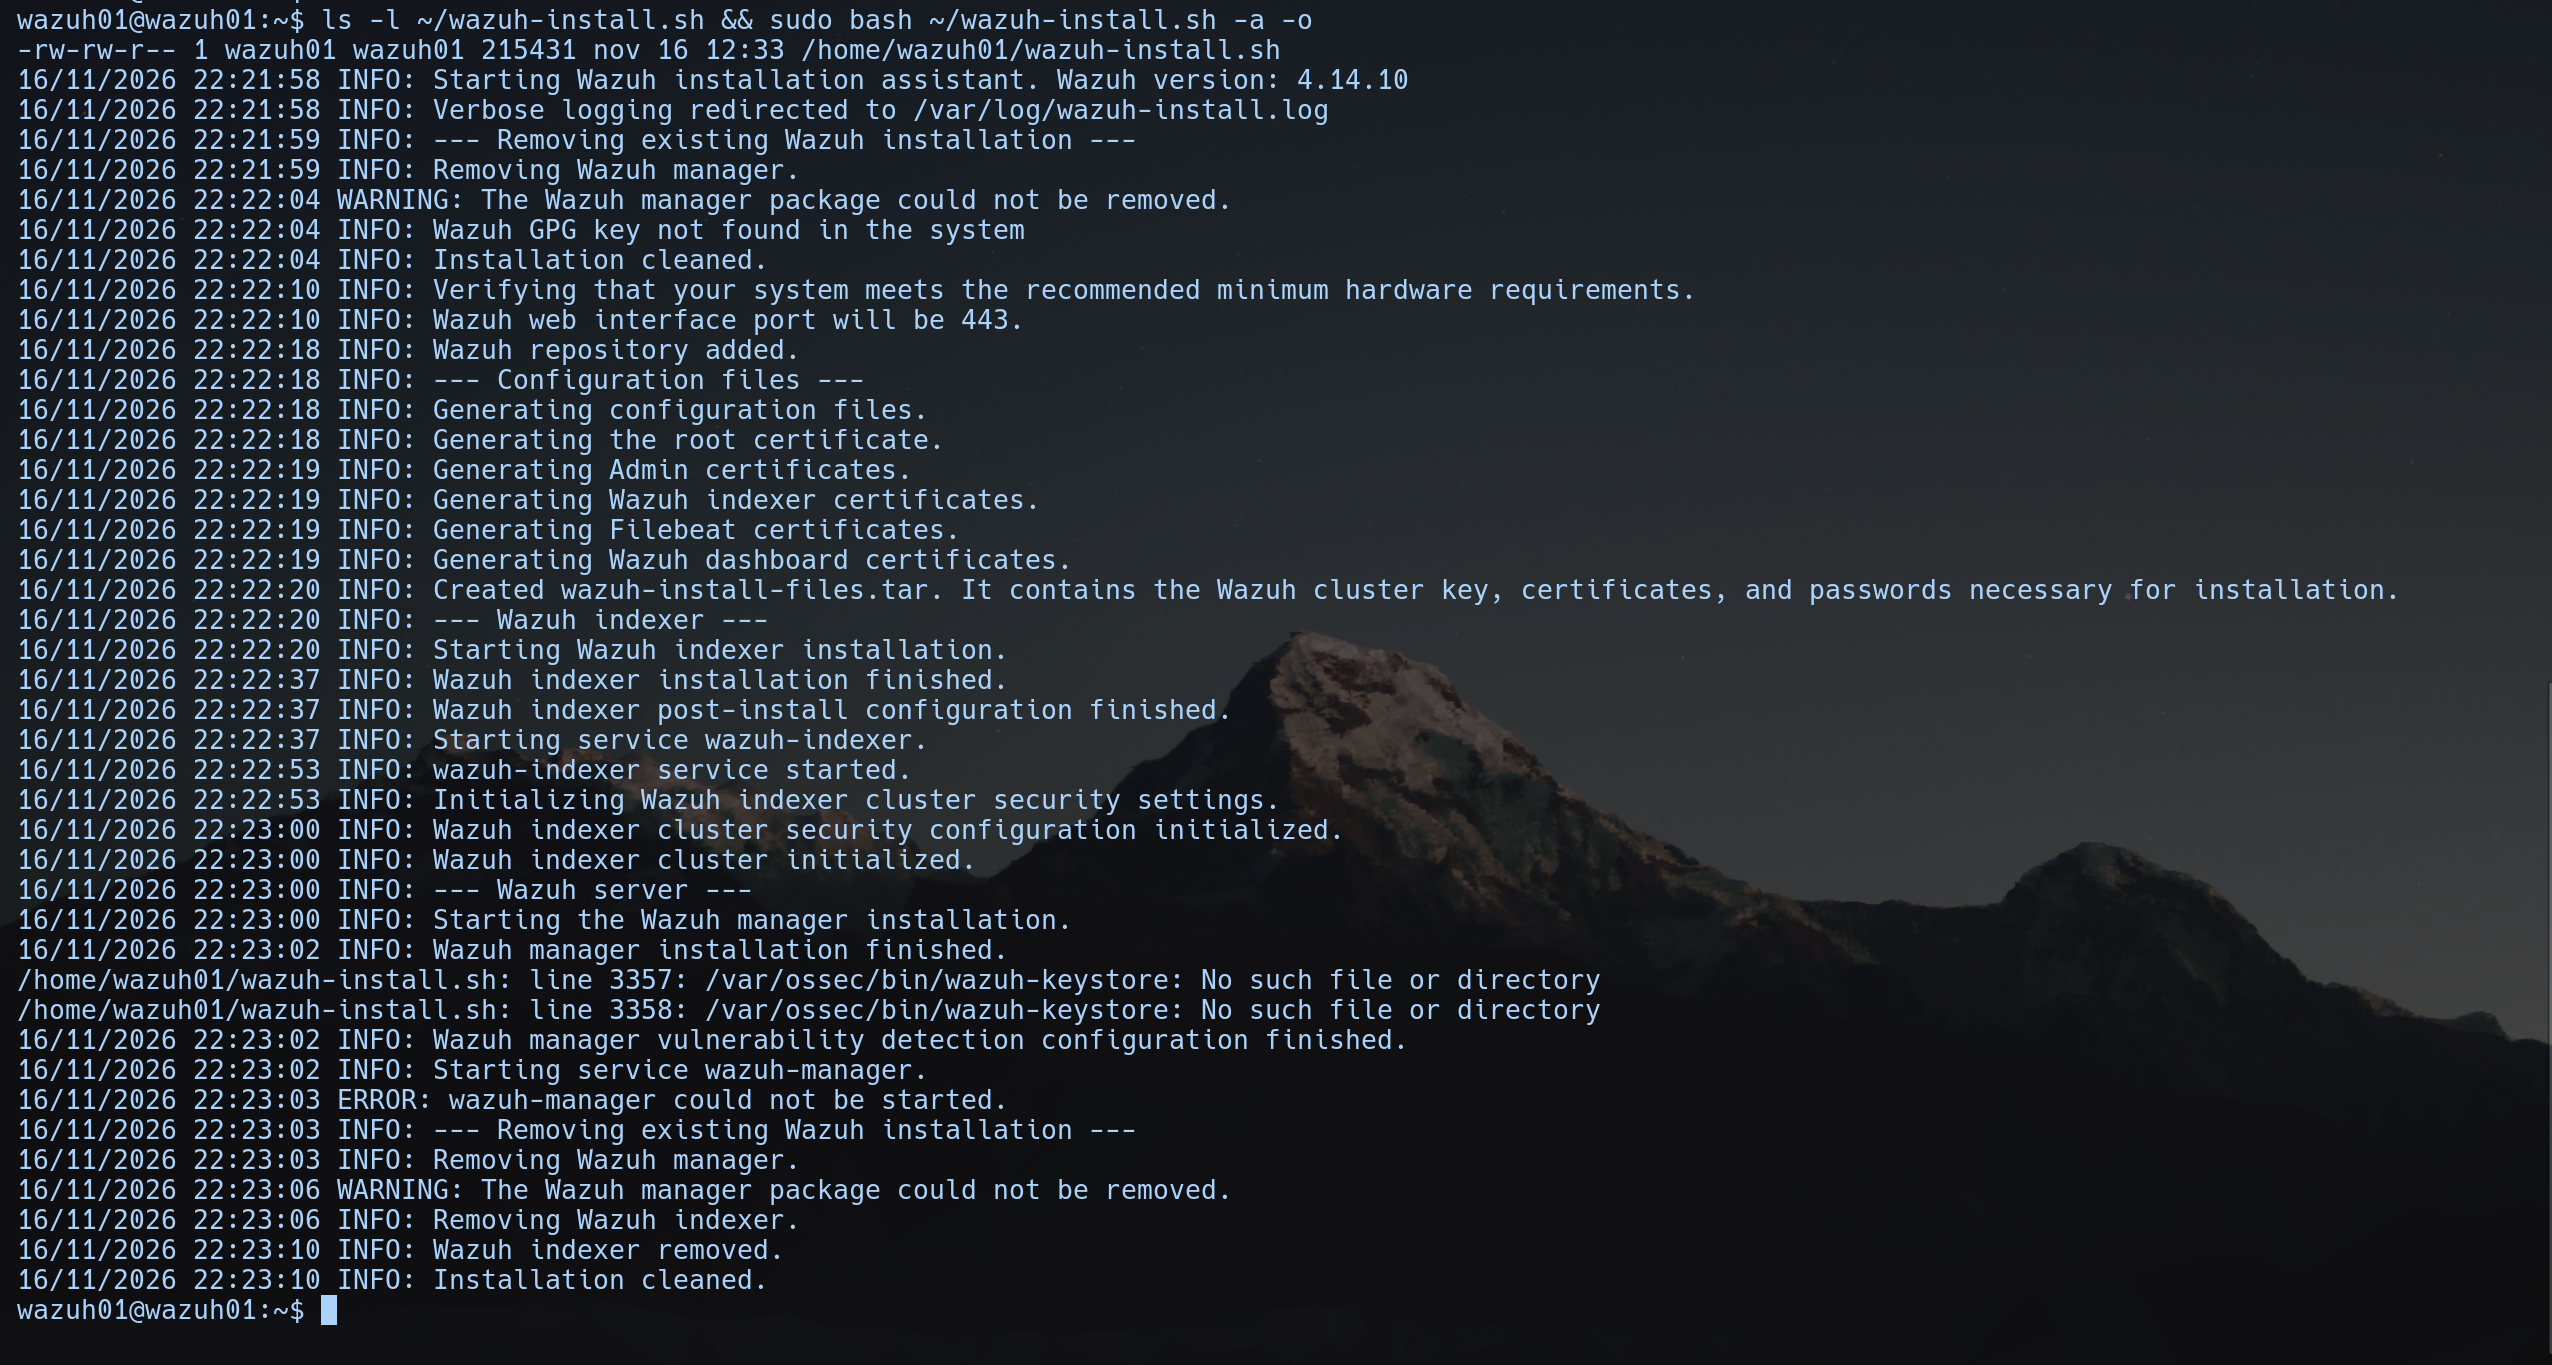 wazuh01@wazuh01:~$ ls -l ~/wazuh-install.sh && sudo bash ~/wazuh-install.sh -a -o
-rw-rw-r-- 1 wazuh01 wazuh01 215431 nov 16 12:33 /home/wazuh01/wazuh-install.sh
16/11/2026 22:21:58 INFO: Starting Wazuh installation assistant. Wazuh version: 4.14.10
16/11/2026 22:21:58 INFO: Verbose logging redirected to /var/log/wazuh-install.log
16/11/2026 22:21:59 INFO: --- Removing existing Wazuh installation ---
16/11/2026 22:21:59 INFO: Removing Wazuh manager.
16/11/2026 22:22:04 WARNING: The Wazuh manager package could not be removed.
16/11/2026 22:22:04 INFO: Wazuh GPG key not found in the system
16/11/2026 22:22:04 INFO: Installation cleaned.
16/11/2026 22:22:10 INFO: Verifying that your system meets the recommended minimum hardware requirements.
16/11/2026 22:22:10 INFO: Wazuh web interface port will be 443.
16/11/2026 22:22:18 INFO: Wazuh repository added.
16/11/2026 22:22:18 INFO: --- Configuration files ---
16/11/2026 22:22:18 INFO: Generating configuration files.
16/11/2026 22:22:18 INFO: Generating the root certificate.
16/11/2026 22:22:19 INFO: Generating Admin certificates.
16/11/2026 22:22:19 INFO: Generating Wazuh indexer certificates.
16/11/2026 22:22:19 INFO: Generating Filebeat certificates.
16/11/2026 22:22:19 INFO: Generating Wazuh dashboard certificates.
16/11/2026 22:22:20 INFO: Created wazuh-install-files.tar. It contains the Wazuh cluster key, certificates, and passwords necessary for installation.
16/11/2026 22:22:20 INFO: --- Wazuh indexer ---
16/11/2026 22:22:20 INFO: Starting Wazuh indexer installation.
16/11/2026 22:22:37 INFO: Wazuh indexer installation finished.
16/11/2026 22:22:37 INFO: Wazuh indexer post-install configuration finished.
16/11/2026 22:22:37 INFO: Starting service wazuh-indexer.
16/11/2026 22:22:53 INFO: wazuh-indexer service started.
16/11/2026 22:22:53 INFO: Initializing Wazuh indexer cluster security settings.
16/11/2026 22:23:00 INFO: Wazuh indexer cluster security configuration initialized.
16/11/2026 22:23:00 INFO: Wazuh indexer cluster initialized.
16/11/2026 22:23:00 INFO: --- Wazuh server ---
16/11/2026 22:23:00 INFO: Starting the Wazuh manager installation.
16/11/2026 22:23:02 INFO: Wazuh manager installation finished.
/home/wazuh01/wazuh-install.sh: line 3357: /var/ossec/bin/wazuh-keystore: No such file or directory
/home/wazuh01/wazuh-install.sh: line 3358: /var/ossec/bin/wazuh-keystore: No such file or directory
16/11/2026 22:23:02 INFO: Wazuh manager vulnerability detection configuration finished.
16/11/2026 22:23:02 INFO: Starting service wazuh-manager.
16/11/2026 22:23:03 ERROR: wazuh-manager could not be started.
16/11/2026 22:23:03 INFO: --- Removing existing Wazuh installation ---
16/11/2026 22:23:03 INFO: Removing Wazuh manager.
16/11/2026 22:23:06 WARNING: The Wazuh manager package could not be removed.
16/11/2026 22:23:06 INFO: Removing Wazuh indexer.
16/11/2026 22:23:10 INFO: Wazuh indexer removed.
16/11/2026 22:23:10 INFO: Installation cleaned.
wazuh01@wazuh01:~$